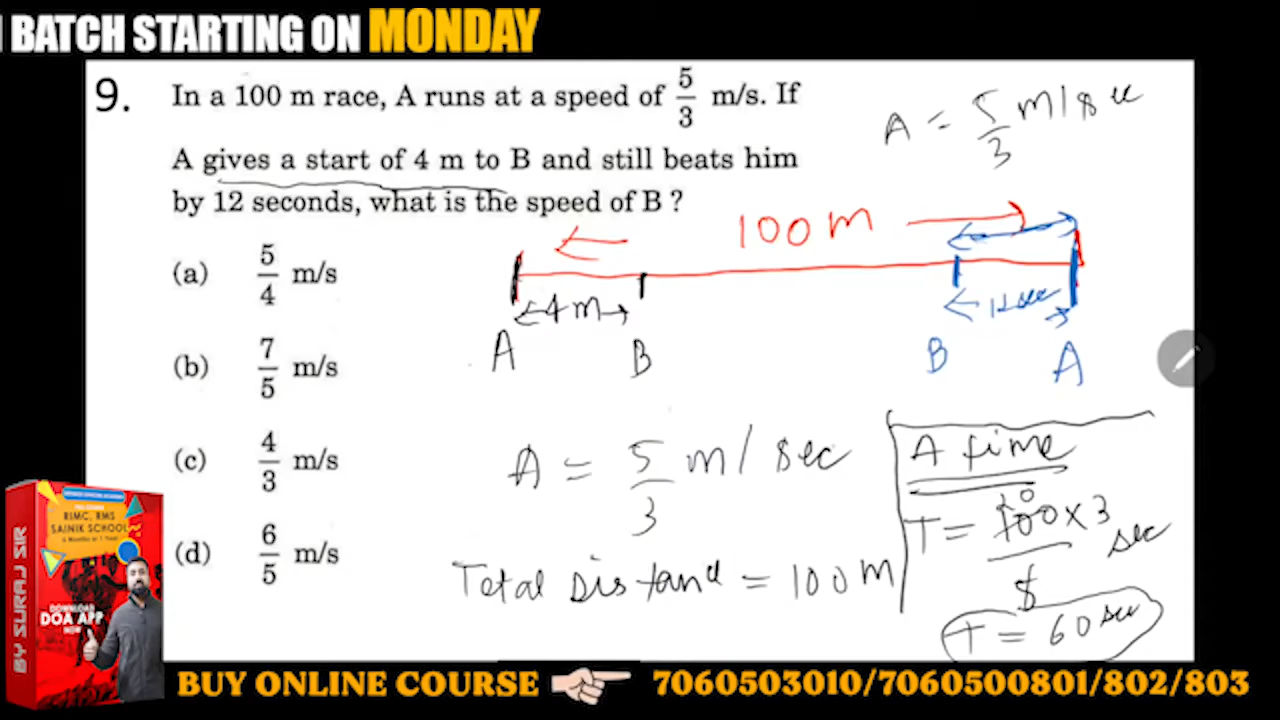 BATCH STARTING ON MONDAY
9. In a 100 m race, A runs at a speed of 5/3 m/s. If
A gives a start of 4 m to B and still beats him
by 12 seconds, what is the speed of B ?
(a) 5/4 m/s
(b) 7/5 m/s
(c) 4/3 m/s
(d) 6/5 m/s
A = 5/3 m/sec
100 m
4 m
12 sec
A
B
B
A
A = 5/3 m/sec
Total Distance = 100 m
A time
T = 100 × 3 / 5 sec
T = 60 sec
RIMC, RMS
SAINIK SCHOOL
DOWNLOAD
DOA APP
NOW
BY SURAJ SIR
BUY ONLINE COURSE 7060503010/7060500801/802/803